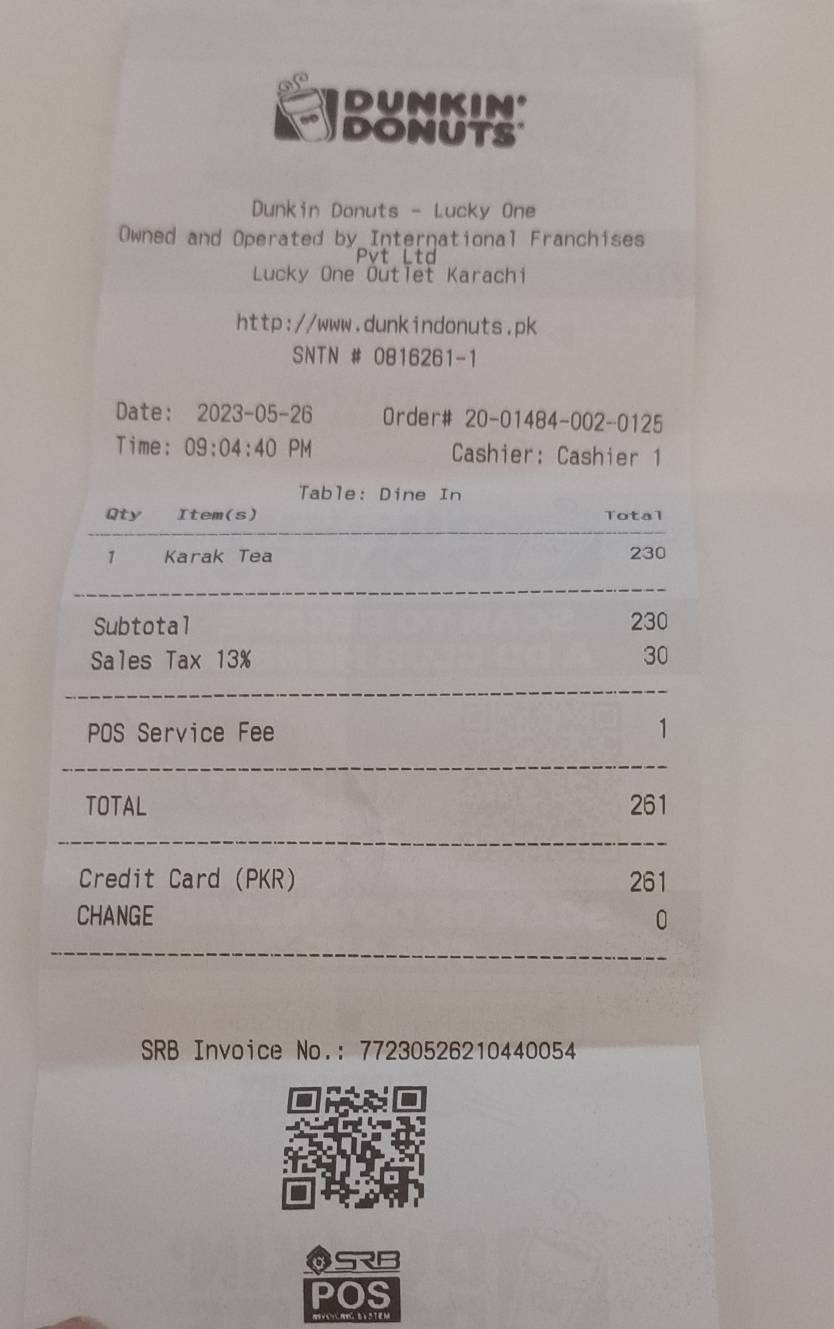 DUNKIN'
DONUTS
Dunkin Donuts - Lucky One
Owned and Operated by International Franchises
Pvt Ltd
Lucky One Outlet Karachi
http://www.dunkindonuts.pk
SNTN # 0816261-1
Date: 2023-05-26 Order# 20-01484-002-0125
Time: 09:04:40 PM Cashier: Cashier 1
Table: Dine In
Qty Item(s) Total
1 Karak Tea 230
Subtotal 230
Sales Tax 13% 30
POS Service Fee 1
TOTAL 261
Credit Card (PKR) 261
CHANGE 0
SRB Invoice No.: 77230526210440054
SRB
POS
INVOICING SYSTEM